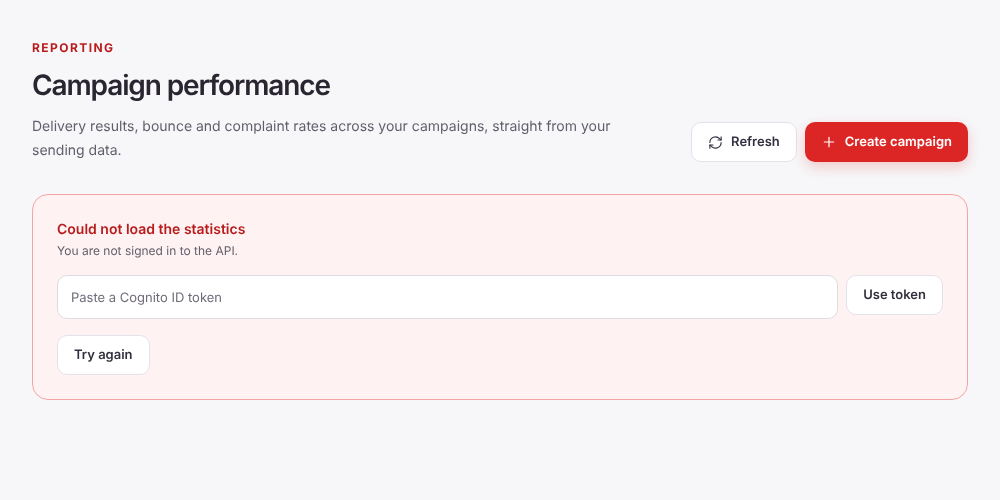 REPORTING
Campaign performance
Delivery results, bounce and complaint rates across your campaigns, straight from your
sending data.
Refresh
Create campaign
Could not load the statistics
You are not signed in to the API.
Paste a Cognito ID token
Use token
Try again